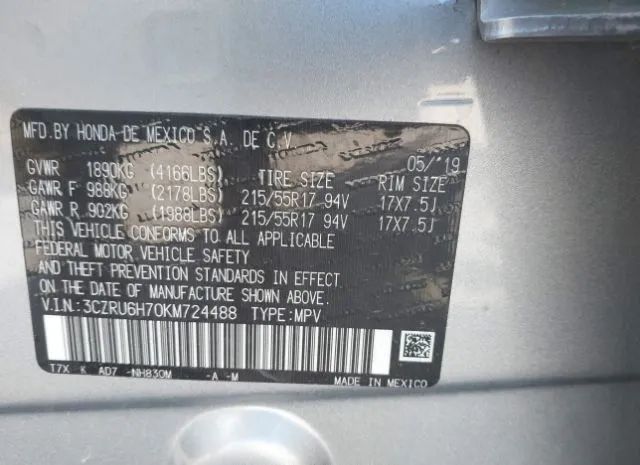 MFD.BY HONDA DE MEXICO S.A. DE C.V.
05/'19
GVWR 1890KG (4166LBS) TIRE SIZE RIM SIZE
GAWR F 988KG (2178LBS) 215/55R17 94V 17X7.5J
GAWR R 902KG (1988LBS) 215/55R17 94V 17X7.5J
THIS VEHICLE CONFORMS TO ALL APPLICABLE
FEDERAL MOTOR VEHICLE SAFETY
AND THEFT PREVENTION STANDARDS IN EFFECT
ON THE DATE OF MANUFACTURE SHOWN ABOVE.
V.I.N.:3CZRU6H70KM724488 TYPE:MPV
T7X K AD7 -NH830M -A -M
MADE IN MEXICO